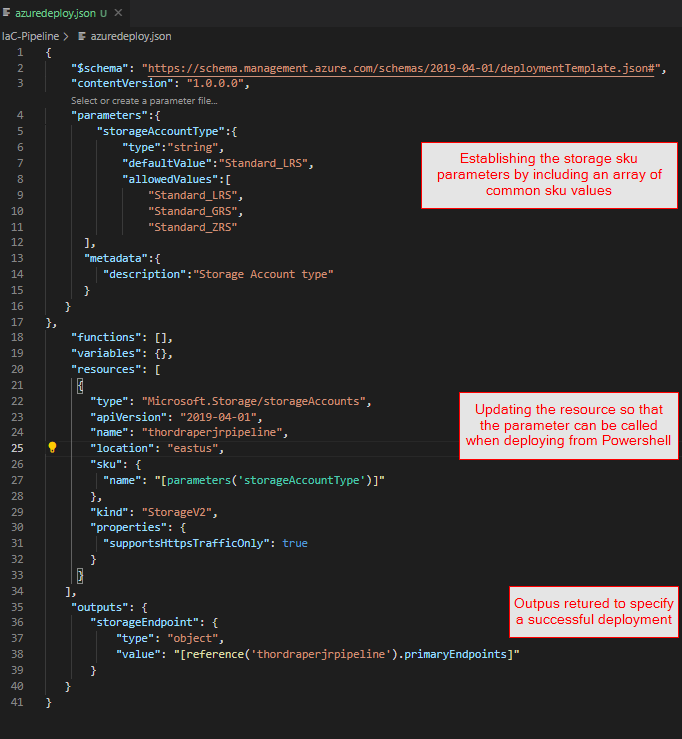 azuredeploy.json U ×
IaC-Pipeline > azuredeploy.json
1 {
2 "$schema": "https://schema.management.azure.com/schemas/2019-04-01/deploymentTemplate.json#",
3 "contentVersion": "1.0.0.0",
Select or create a parameter file...
4 "parameters":{
5 "storageAccountType":{
6 "type":"string",
7 "defaultValue":"Standard_LRS",
8 "allowedValues":[
9 "Standard_LRS",
10 "Standard_GRS",
11 "Standard_ZRS"
12 ],
13 "metadata":{
14 "description":"Storage Account type"
15 }
16 }
17 },
18 "functions": [],
19 "variables": {},
20 "resources": [
21 {
22 "type": "Microsoft.Storage/storageAccounts",
23 "apiVersion": "2019-04-01",
24 "name": "thordraperjrpipeline",
25 "location": "eastus",
26 "sku": {
27 "name": "[parameters('storageAccountType')]"
28 },
29 "kind": "StorageV2",
30 "properties": {
31 "supportsHttpsTrafficOnly": true
32 }
33 }
34 ],
35 "outputs": {
36 "storageEndpoint": {
37 "type": "object",
38 "value": "[reference('thordraperjrpipeline').primaryEndpoints]"
39 }
40 }
41 }
Establishing the storage sku
parameters by including an array of
common sku values
Updating the resource so that
the parameter can be called
when deploying from Powershell
Outpus retured to specify
a successful deployment